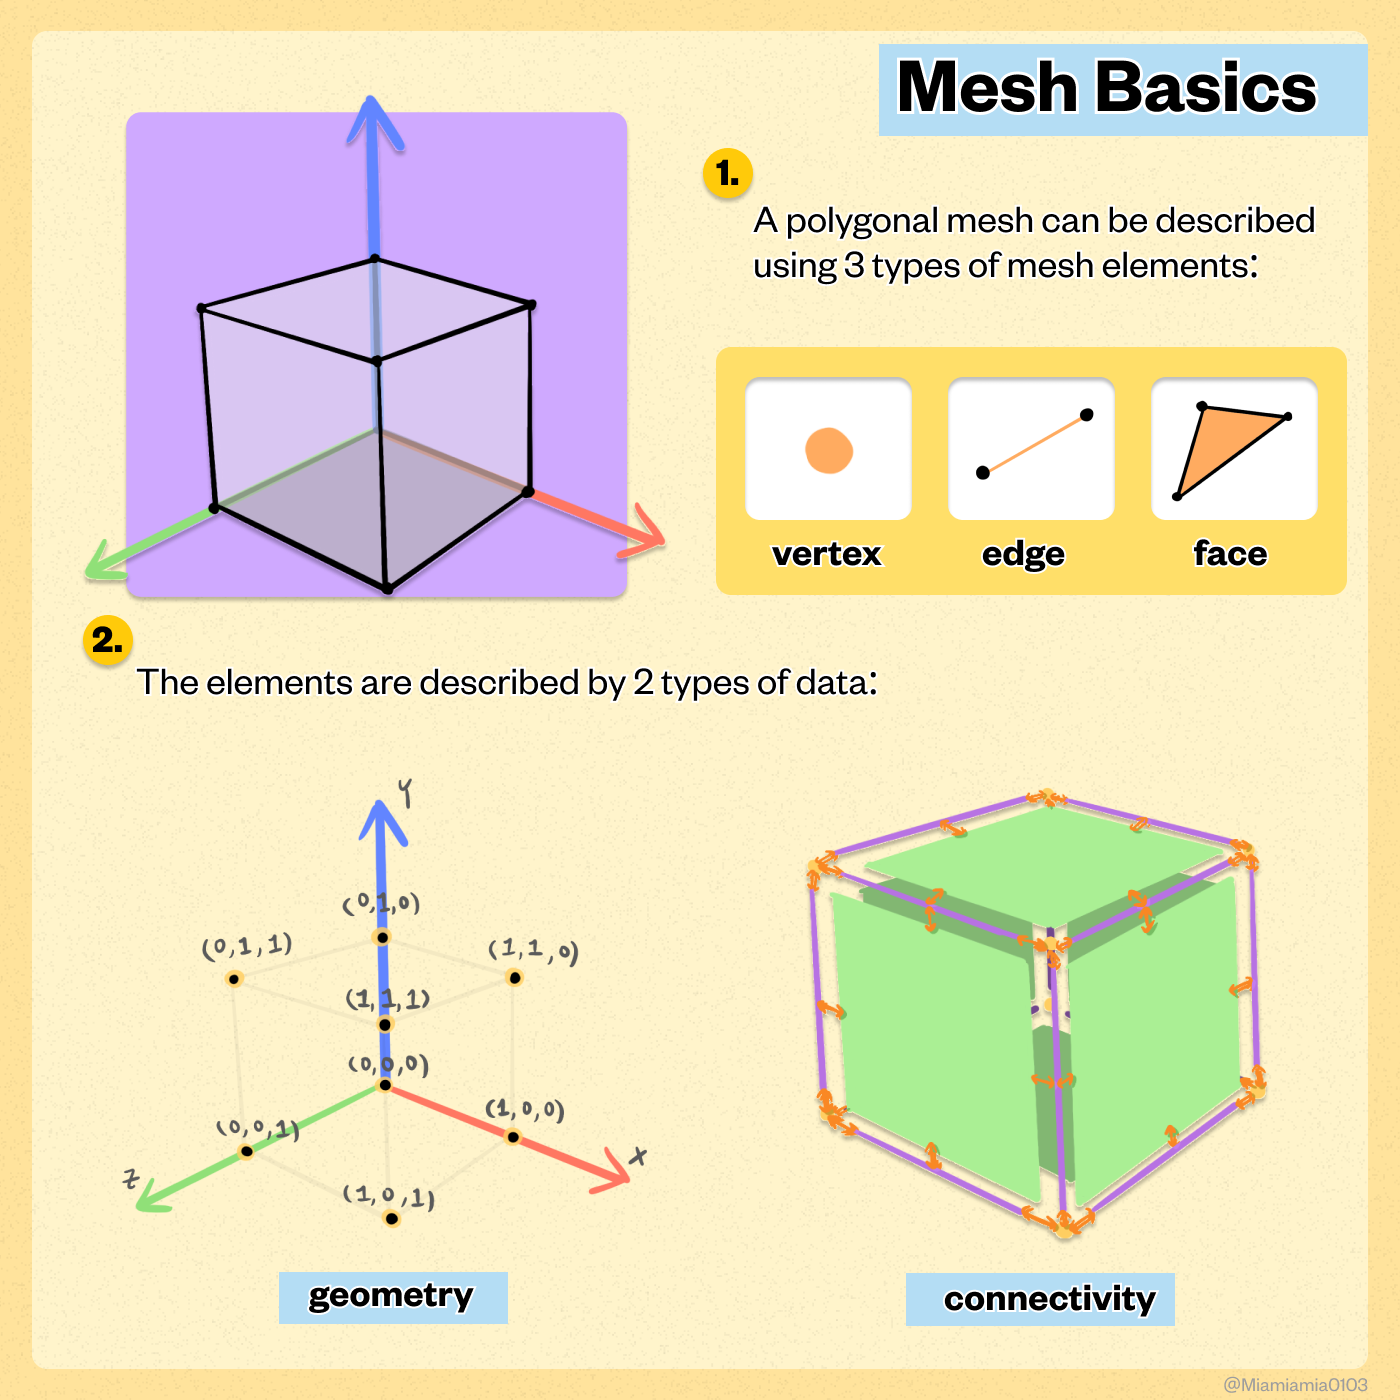 Mesh Basics
1.
A polygonal mesh can be described
using 3 types of mesh elements:
vertex
edge
face
2.
The elements are described by 2 types of data:
Y
(0,1,0)
(0,1,1)
(1,1,0)
(1,1,1)
(0,0,0)
(1,0,0)
(0,0,1)
X
Z
(1,0,1)
geometry
connectivity
@Miamiamia0103